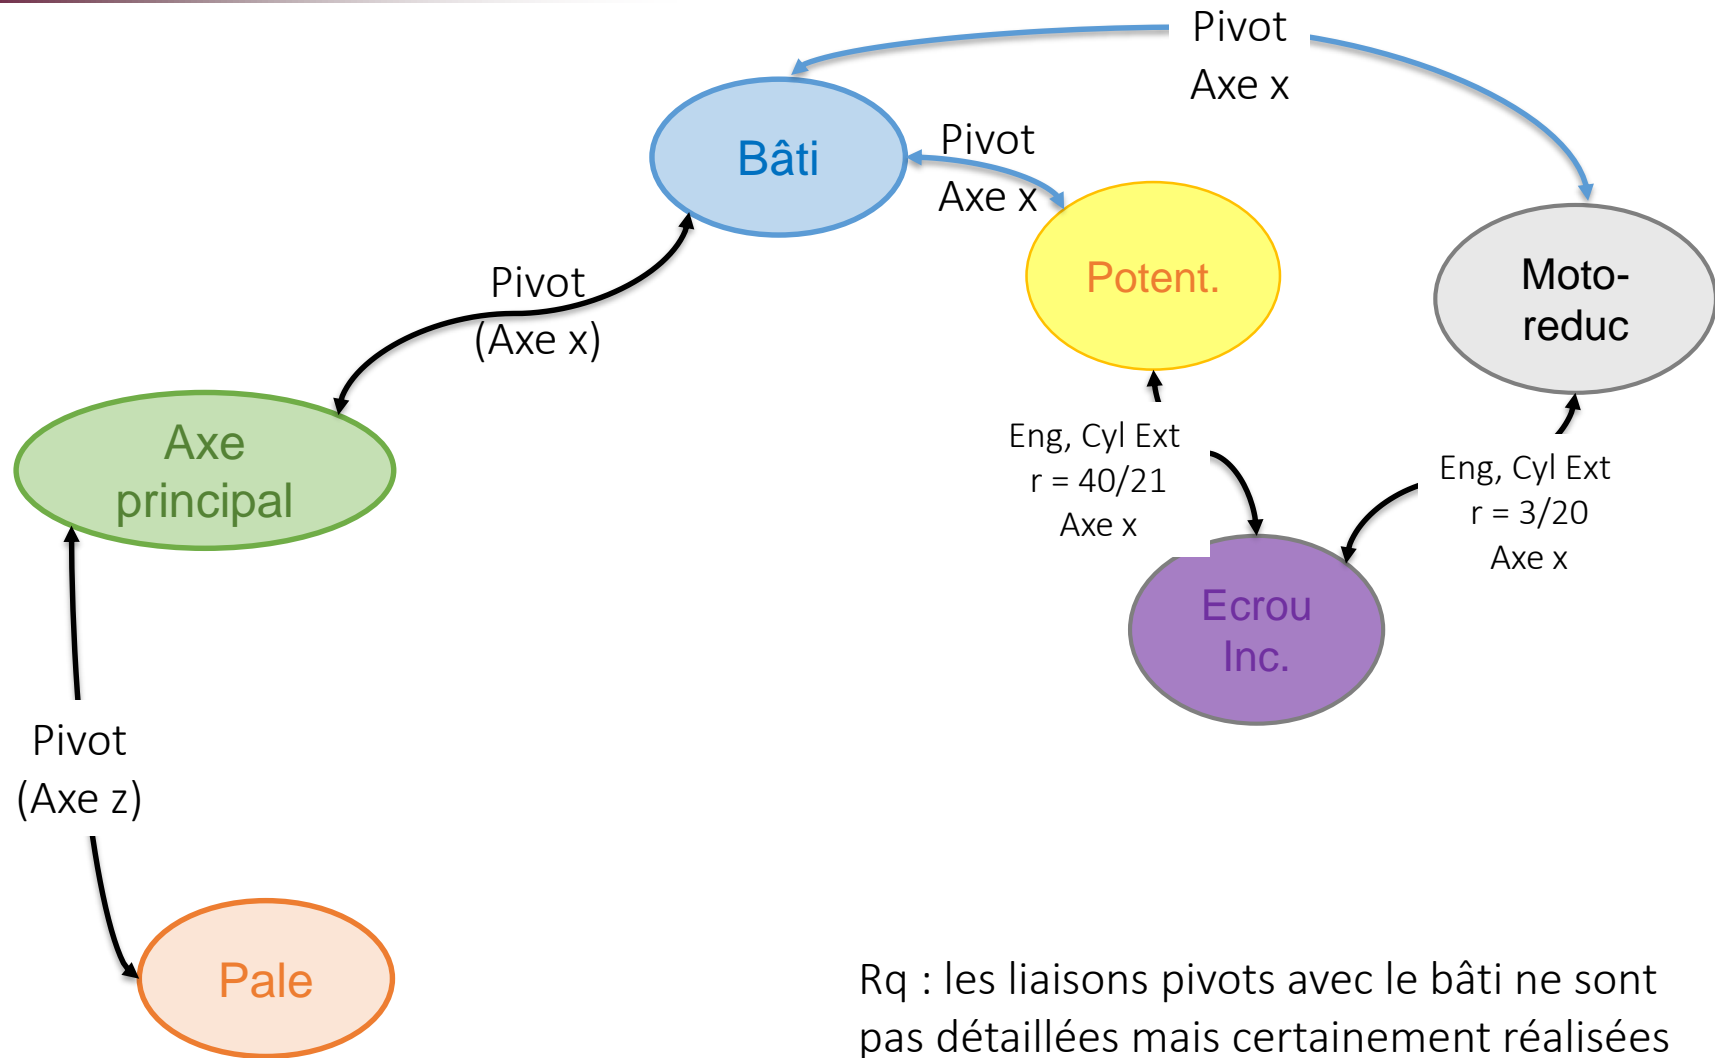 Pivot
Axe x
Bâti
Pivot
Axe x
Potent.
Moto-
reduc
Pivot
(Axe x)
Axe
principal
Eng, Cyl Ext
r = 40/21
Axe x
Eng, Cyl Ext
r = 3/20
Axe x
Ecrou
Inc.
Pivot
(Axe z)
Pale
Rq : les liaisons pivots avec le bâti ne sont
pas détaillées mais certainement réalisées